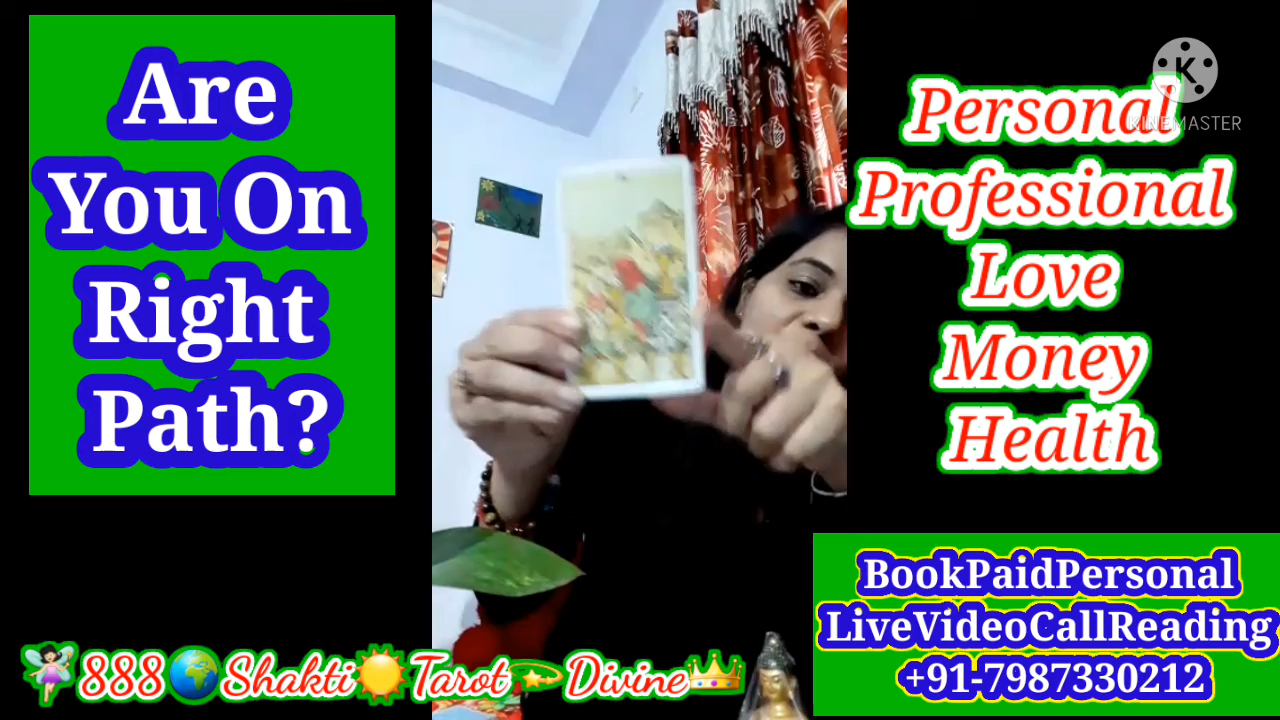 Are
You On
Right
Path?
Personal
Professional
Love
Money
Health
KINEMASTER
BookPaidPersonal
LiveVideoCallReading
+91-7987330212
🧚🏻‍♀️888🌍Shakti☀️Tarot💫Divine👑